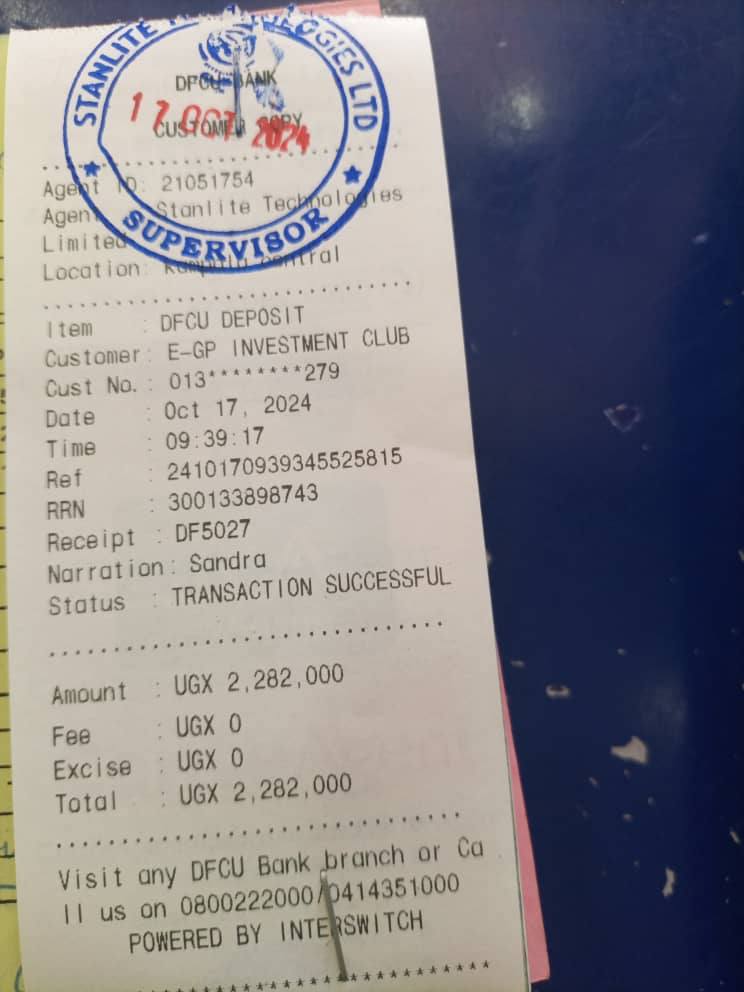 STANLITE TECHNOLOGGIES LTD
DFCU BANK
17 OCT 2024
CUSTOMER COPY
SUPERVISOR
Agent ID: 21051754
Agent Stanlite Technologies
Limited
Location: Kampala central
Item : DFCU DEPOSIT
Customer: E-GP INVESTMENT CLUB
Cust No. : 013********279
Date : Oct 17, 2024
Time : 09:39:17
Ref : 2410170939345525815
RRN : 300133898743
Receipt : DF5027
Narration: Sandra
Status : TRANSACTION SUCCESSFUL
Amount : UGX 2,282,000
Fee : UGX 0
Excise : UGX 0
Total : UGX 2,282,000
Visit any DFCU Bank branch or Ca
ll us on 0800222000/0414351000
POWERED BY INTERSWITCH